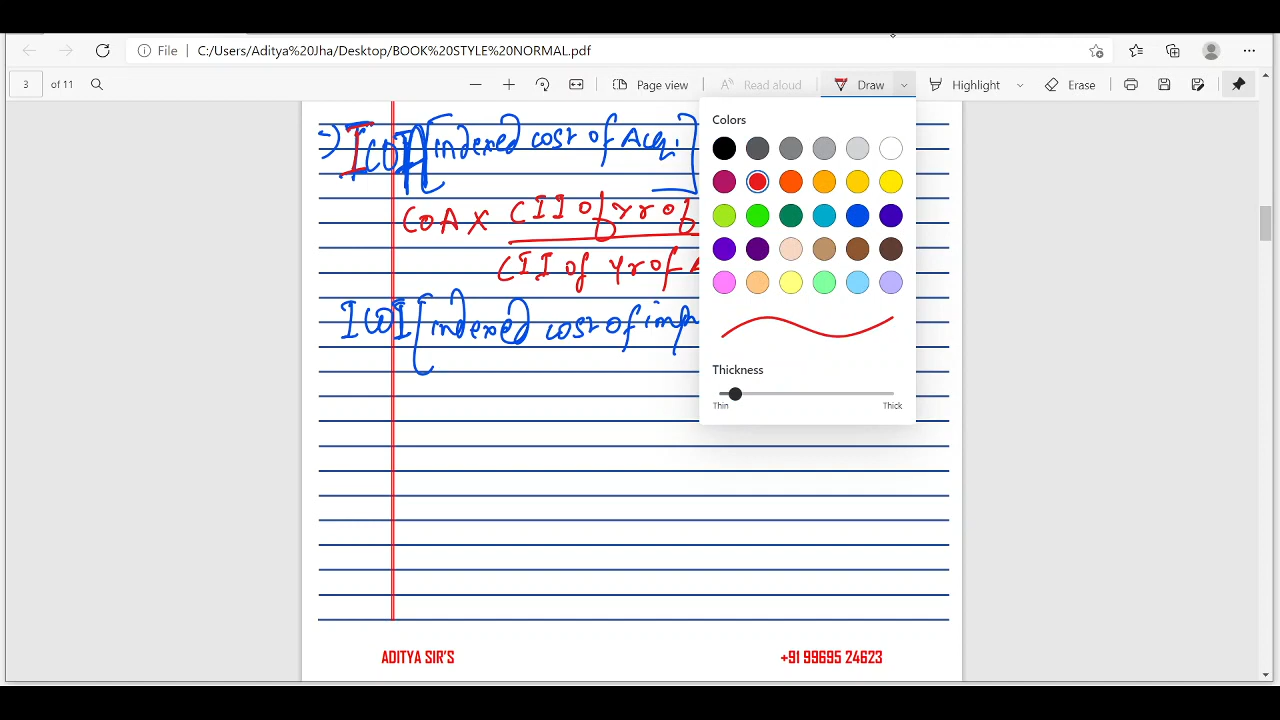 File C:/Users/Aditya%20Jha/Desktop/BOOK%20STYLE%20NORMAL.pdf
3 of 11 Page view Read aloud Draw Highlight Erase
Colors
Thickness
Thin Thick
ICOA [indexed cost of Acqui]
COA X CII of yr of
CII of Yr of A
ICOI [indexed cost of imp
ADITYA SIR'S +91 99695 24623